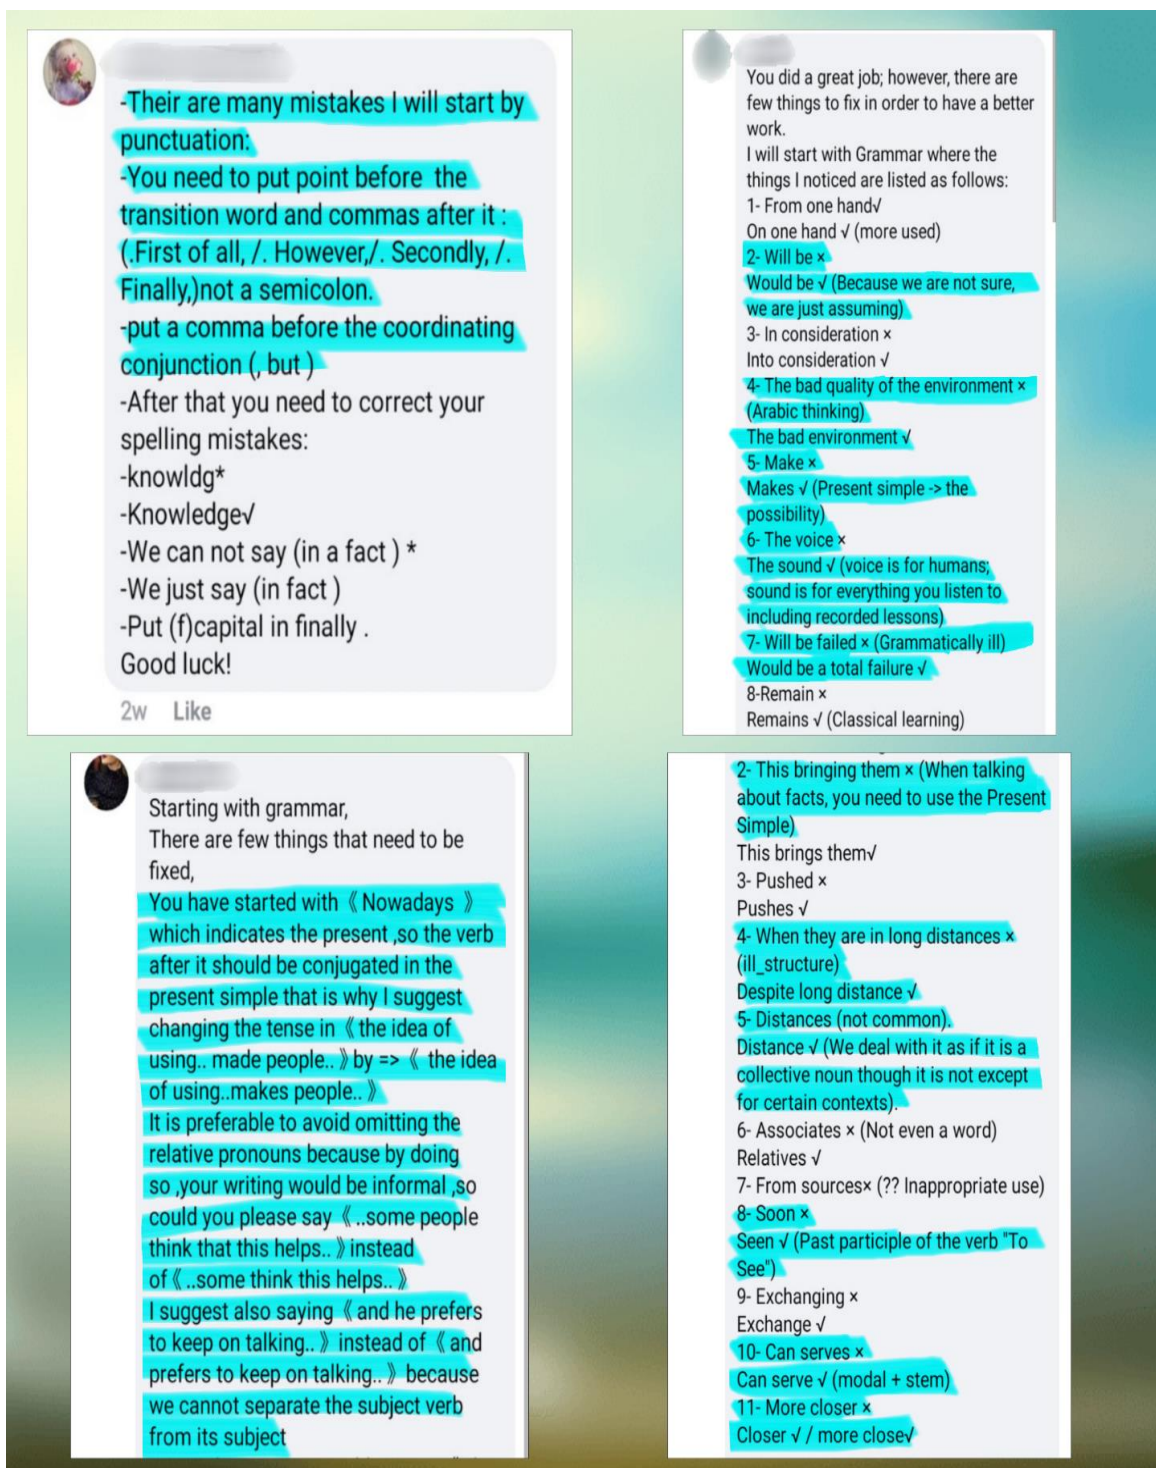 -Their are many mistakes I will start by
punctuation:
-You need to put point before the
transition word and commas after it :
(.First of all, /. However,/. Secondly, /.
Finally,)not a semicolon.
-put a comma before the coordinating
conjunction (, but )
-After that you need to correct your
spelling mistakes:
-knowldg*
-Knowledge√
-We can not say (in a fact ) *
-We just say (in fact )
-Put (f)capital in finally .
Good luck!
2w Like
You did a great job; however, there are
few things to fix in order to have a better
work.
I will start with Grammar where the
things I noticed are listed as follows:
1- From one hand√
On one hand √ (more used)
2- Will be ×
Would be √ (Because we are not sure,
we are just assuming)
3- In consideration ×
Into consideration √
4- The bad quality of the environment ×
(Arabic thinking)
The bad environment √
5- Make ×
Makes √ (Present simple -> the
possibility)
6- The voice ×
The sound √ (voice is for humans;
sound is for everything you listen to
including recorded lessons)
7- Will be failed × (Grammatically ill)
Would be a total failure √
8-Remain ×
Remains √ (Classical learning)
Starting with grammar,
There are few things that need to be
fixed,
You have started with 《 Nowadays 》
which indicates the present ,so the verb
after it should be conjugated in the
present simple that is why I suggest
changing the tense in 《 the idea of
using.. made people.. 》 by => 《 the idea
of using..makes people.. 》
It is preferable to avoid omitting the
relative pronouns because by doing
so ,your writing would be informal ,so
could you please say 《 ..some people
think that this helps.. 》 instead
of 《 ..some think this helps.. 》
I suggest also saying 《 and he prefers
to keep on talking.. 》 instead of 《 and
prefers to keep on talking.. 》 because
we cannot separate the subject verb
from its subject
2- This bringing them × (When talking
about facts, you need to use the Present
Simple)
This brings them√
3- Pushed ×
Pushes √
4- When they are in long distances ×
(ill_structure)
Despite long distance √
5- Distances (not common).
Distance √ (We deal with it as if it is a
collective noun though it is not except
for certain contexts).
6- Associates × (Not even a word)
Relatives √
7- From sources× (?? Inappropriate use)
8- Soon ×
Seen √ (Past participle of the verb "To
See")
9- Exchanging ×
Exchange √
10- Can serves ×
Can serve √ (modal + stem)
11- More closer ×
Closer √ / more close√